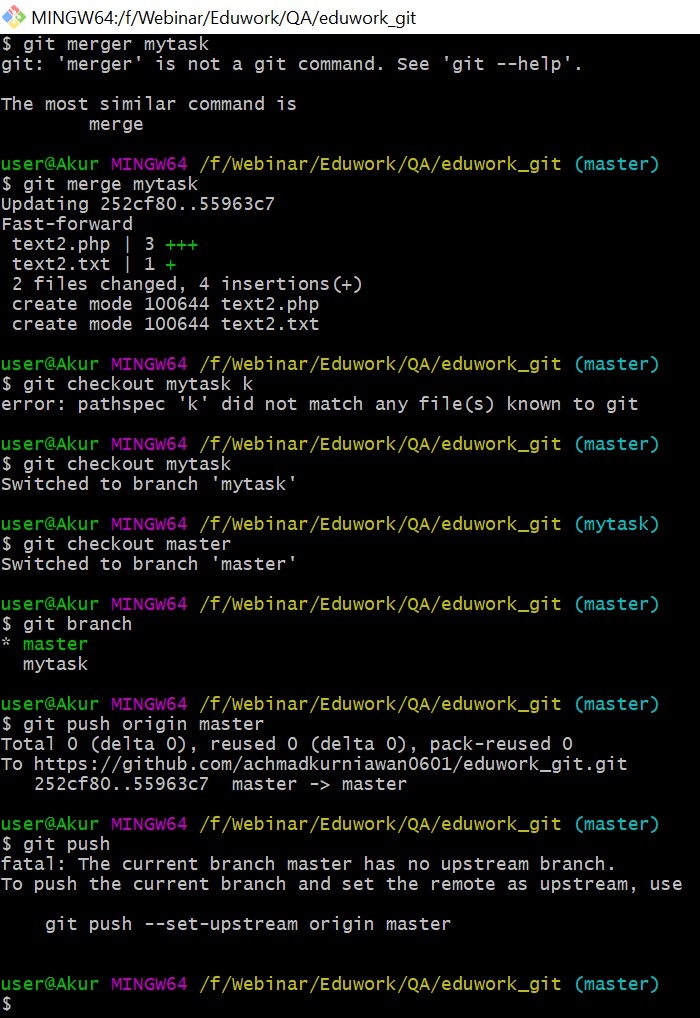 MINGW64:/f/Webinar/Eduwork/QA/eduwork_git
$ git merger mytask
git: 'merger' is not a git command. See 'git --help'.
The most similar command is
merge
user@Akur MINGW64 /f/Webinar/Eduwork/QA/eduwork_git (master)
$ git merge mytask
Updating 252cf80..55963c7
Fast-forward
text2.php | 3 +++
text2.txt | 1 +
2 files changed, 4 insertions(+)
create mode 100644 text2.php
create mode 100644 text2.txt
user@Akur MINGW64 /f/Webinar/Eduwork/QA/eduwork_git (master)
$ git checkout mytask k
error: pathspec 'k' did not match any file(s) known to git
user@Akur MINGW64 /f/Webinar/Eduwork/QA/eduwork_git (master)
$ git checkout mytask
Switched to branch 'mytask'
user@Akur MINGW64 /f/Webinar/Eduwork/QA/eduwork_git (mytask)
$ git checkout master
Switched to branch 'master'
user@Akur MINGW64 /f/Webinar/Eduwork/QA/eduwork_git (master)
$ git branch
* master
mytask
user@Akur MINGW64 /f/Webinar/Eduwork/QA/eduwork_git (master)
$ git push origin master
Total 0 (delta 0), reused 0 (delta 0), pack-reused 0
To https://github.com/achmadkurniawan0601/eduwork_git.git
252cf80..55963c7  master -> master
user@Akur MINGW64 /f/Webinar/Eduwork/QA/eduwork_git (master)
$ git push
fatal: The current branch master has no upstream branch.
To push the current branch and set the remote as upstream, use
git push --set-upstream origin master
user@Akur MINGW64 /f/Webinar/Eduwork/QA/eduwork_git (master)
$